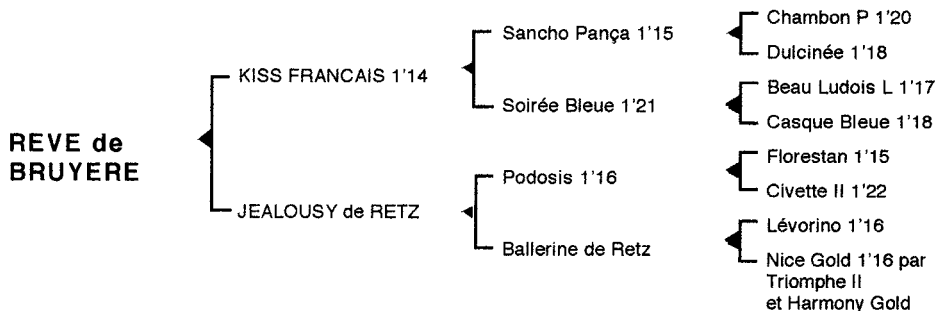 REVE de
BRUYERE
KISS FRANCAIS 1'14
JEALOUSY de RETZ
Sancho Pança 1'15
Soirée Bleue 1'21
Podosis 1'16
Ballerine de Retz
Chambon P 1'20
Dulcinée 1'18
Beau Ludois L 1'17
Casque Bleue 1'18
Florestan 1'15
Civette II 1'22
Lévorino 1'16
Nice Gold 1'16 par
Triomphe II
et Harmony Gold